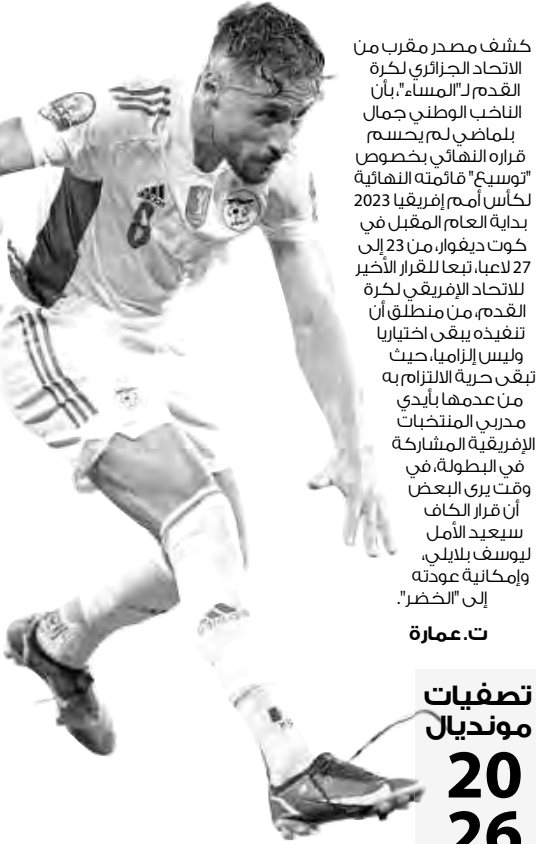 كشف مصدر مقرب من
الاتحاد الجزائري لكرة
القدم لـ"المساء"، بأن
الناخب الوطني جمال
بلماضي لم يحسم
قراره النهائي بخصوص
"توسيع" قائمته النهائية
لكأس أمم إفريقيا 2023
بداية العام المقبل في
كوت ديفوار، من 23 إلى
27 لاعبا، تبعا للقرار الأخير
للاتحاد الإفريقي لكرة
القدم، من منطلق أن
تنفيذه يبقى اختياريا
وليس إلزاميا، حيث
تبقى حرية الالتزام به
من عدمها بأيدي
مدربي المنتخبات
الإفريقية المشاركة
في البطولة، في
وقت يرى البعض
أن قرار الكاف
سيعيد الأمل
ليوسف بلايلي،
وإمكانية عودته
إلى "الخضر".
ت. عمارة
تصفيات
مونديال
20
26